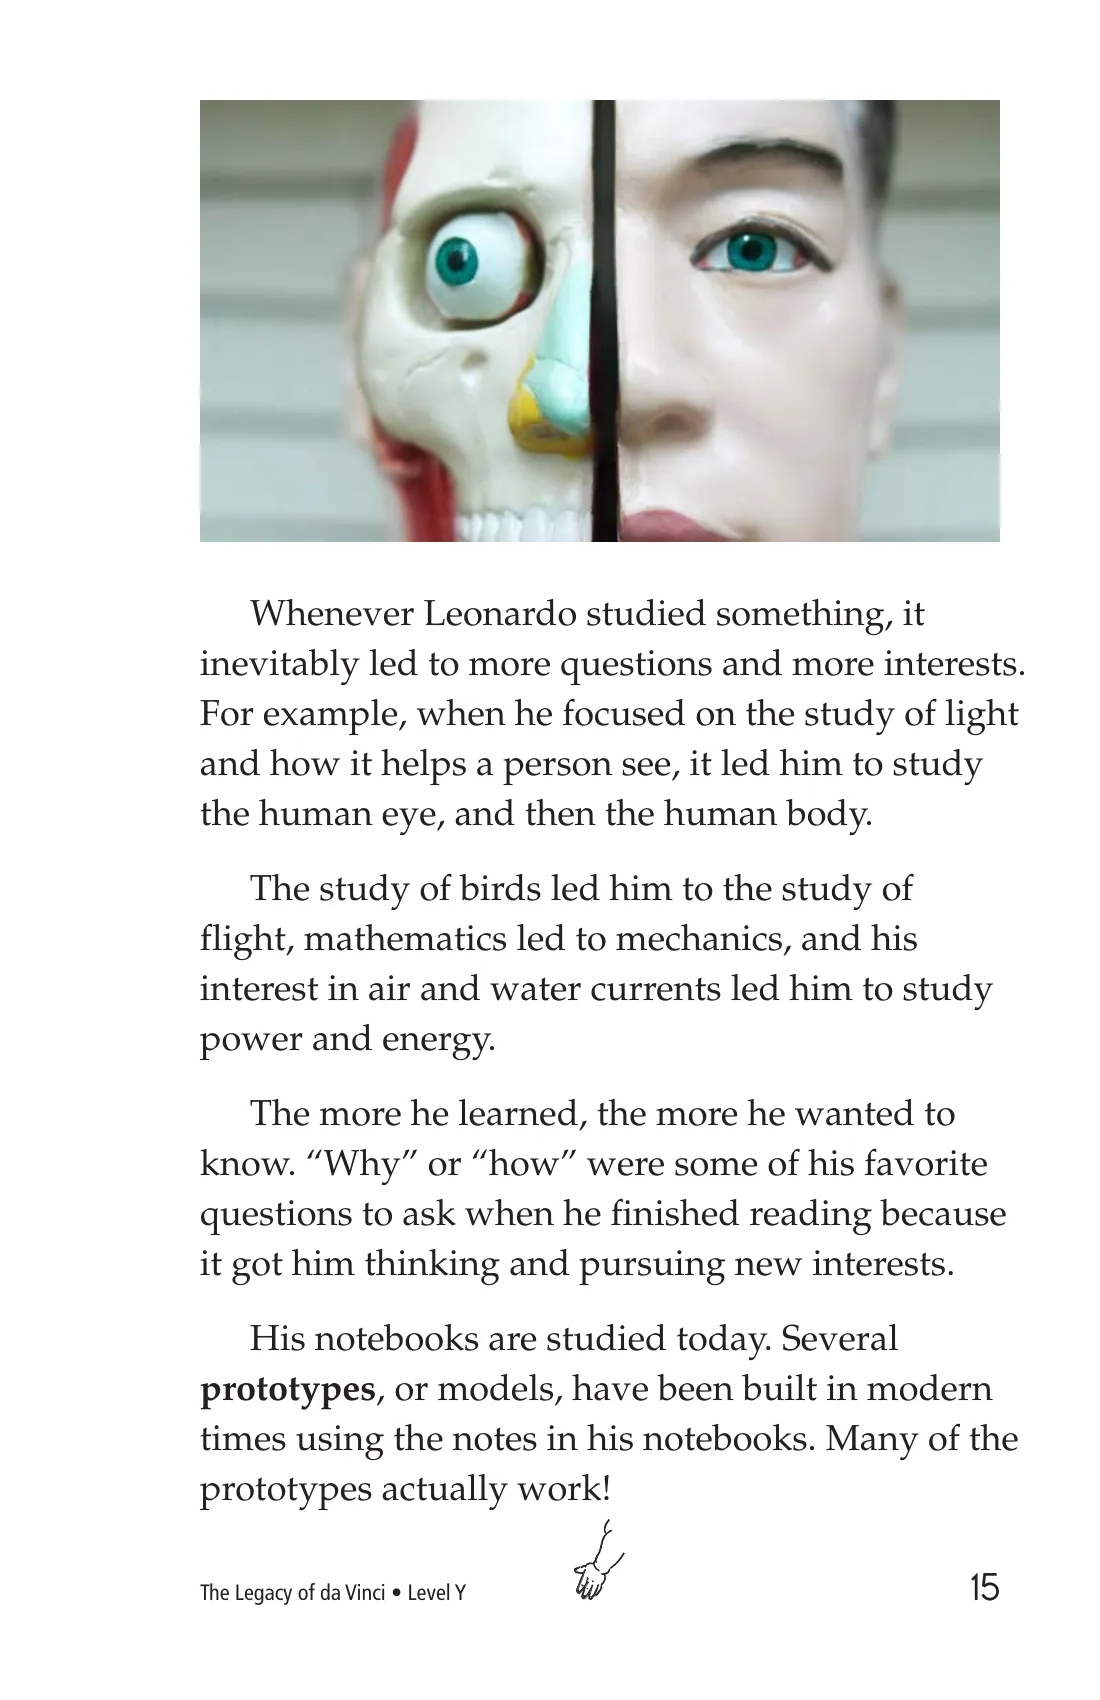 Whenever Leonardo studied something, it
inevitably led to more questions and more interests.
For example, when he focused on the study of light
and how it helps a person see, it led him to study
the human eye, and then the human body.
The study of birds led him to the study of
flight, mathematics led to mechanics, and his
interest in air and water currents led him to study
power and energy.
The more he learned, the more he wanted to
know. “Why” or “how” were some of his favorite
questions to ask when he finished reading because
it got him thinking and pursuing new interests.
His notebooks are studied today. Several
prototypes, or models, have been built in modern
times using the notes in his notebooks. Many of the
prototypes actually work!
The Legacy of da Vinci • Level Y
15